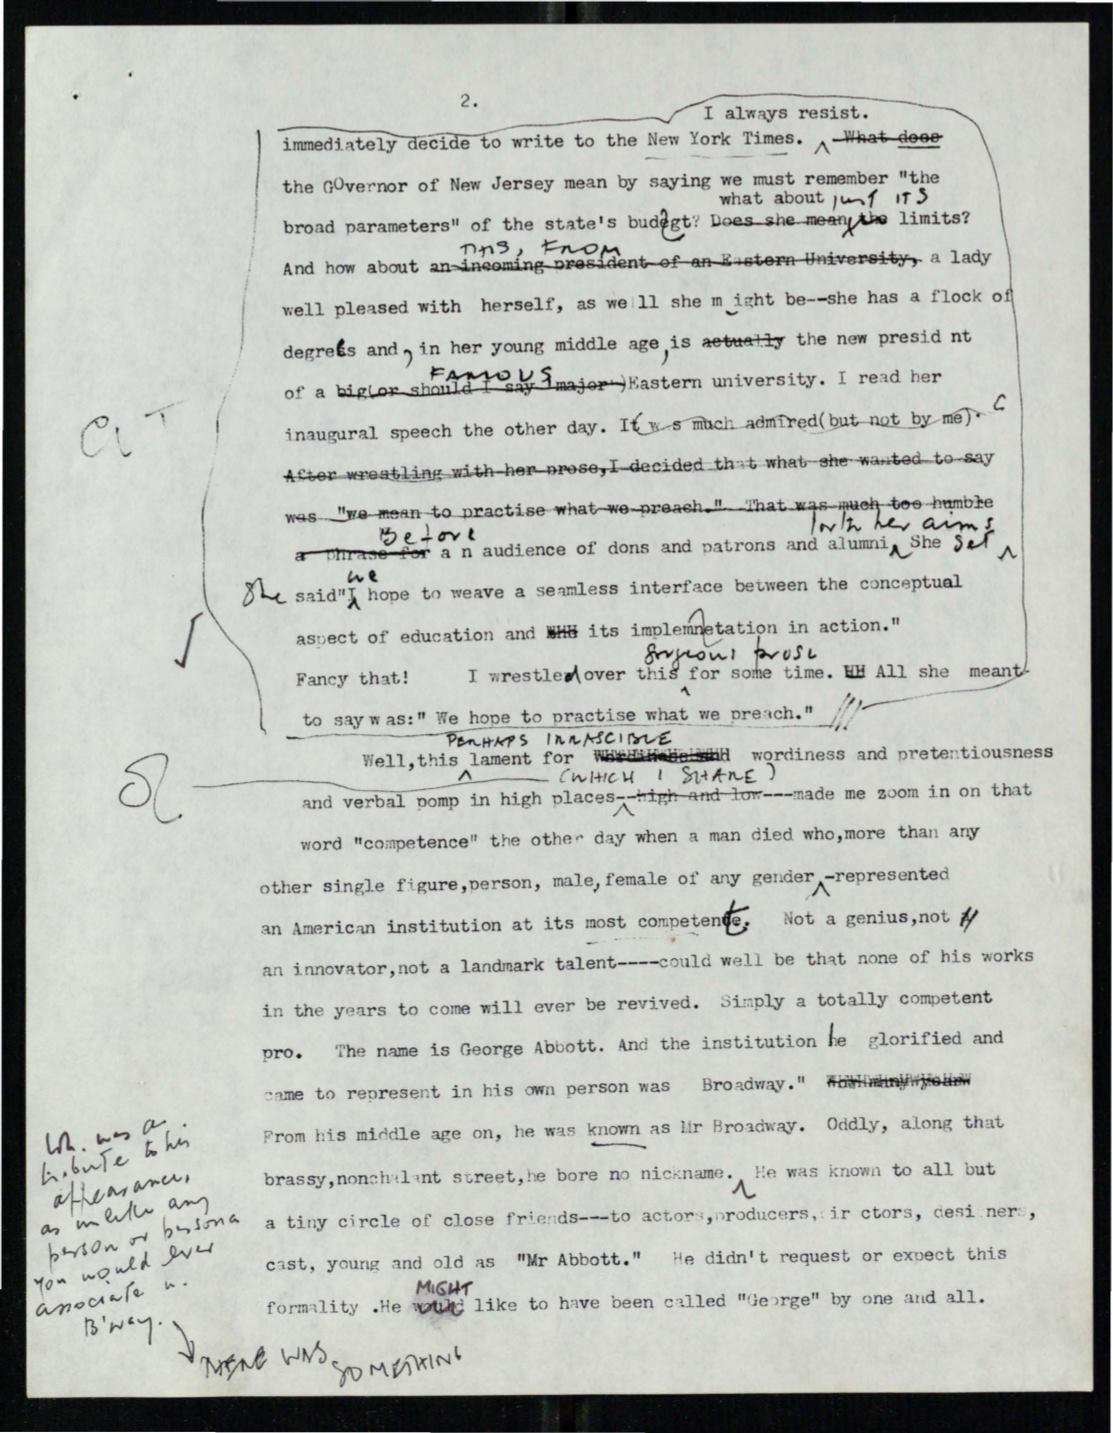 2.
I always resist.
immediately decide to write to the New York Times. What does
the GOvernor of New Jersey mean by saying we must remember "the
what about just ITS
broad parameters" of the state's budegt? Does she mean the limits?
THIS, FROM
And how about an incoming president of an Eastern University, a lady
well pleased with herself, as we ll she m ight be--she has a flock of
degrees and, in her young middle age, is actually the new presid nt
FAMOUS
of a big(or should I say "major")Eastern university. I read her
CUT
inaugural speech the other day. It w s much admired(but not by me).
After wrestling with her prose,I decided that what she wanted to say
was "we mean to practise what we preach." That was much too humble
Before forth her aims
a phrase for a n audience of dons and patrons and alumni She set
we
She said"I hope to weave a seamless interface between the conceptual
aspect of education and its implemnetation in action."
gorgeous prose
Fancy that! I wrestled over this for some time. All she meant
to say w as:" We hope to practise what we preach."
PERHAPS IRRASCIBLE
Well,this lament for wordiness and pretentiousness
(WHICH I SHARE)
and verbal pomp in high places--high and low---made me zoom in on that
word "competence" the other day when a man died who,more than any
other single figure,person, male,female of any gender -represented
an American institution at its most competent. Not a genius,not
an innovator,not a landmark talent----could well be that none of his works
in the years to come will ever be revived. Simply a totally competent
pro. The name is George Abbott. And the institution he glorified and
came to represent in his own person was Broadway." How many years
From his middle age on, he was known as Mr Broadway. Oddly, along that
brassy,nonchalant street,he bore no nickname. He was known to all but
a tiny circle of close friends---to actors,producers, ir ctors, desi ners,
cast, young and old as "Mr Abbott." He didn't request or expect this
MIGHT
formality .He would like to have been called "George" by one and all.
wh. was a
tribute to his
appearance,
as unlike any
person or persona
you would ever
associate w.
B'way.
THERE WAS SOMETHING